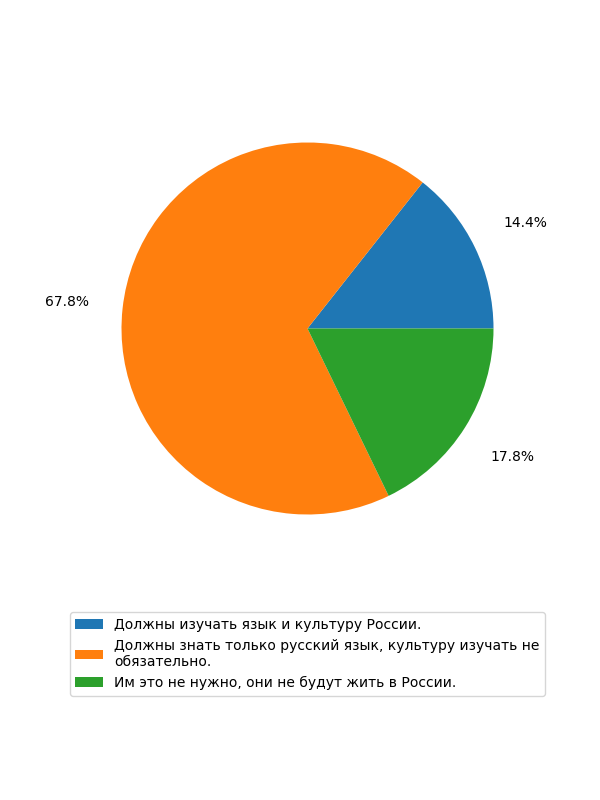 14.4%
67.8%
17.8%
Должны изучать язык и культуру России.
Должны знать только русский язык, культуру изучать не
обязательно.
Им это не нужно, они не будут жить в России.